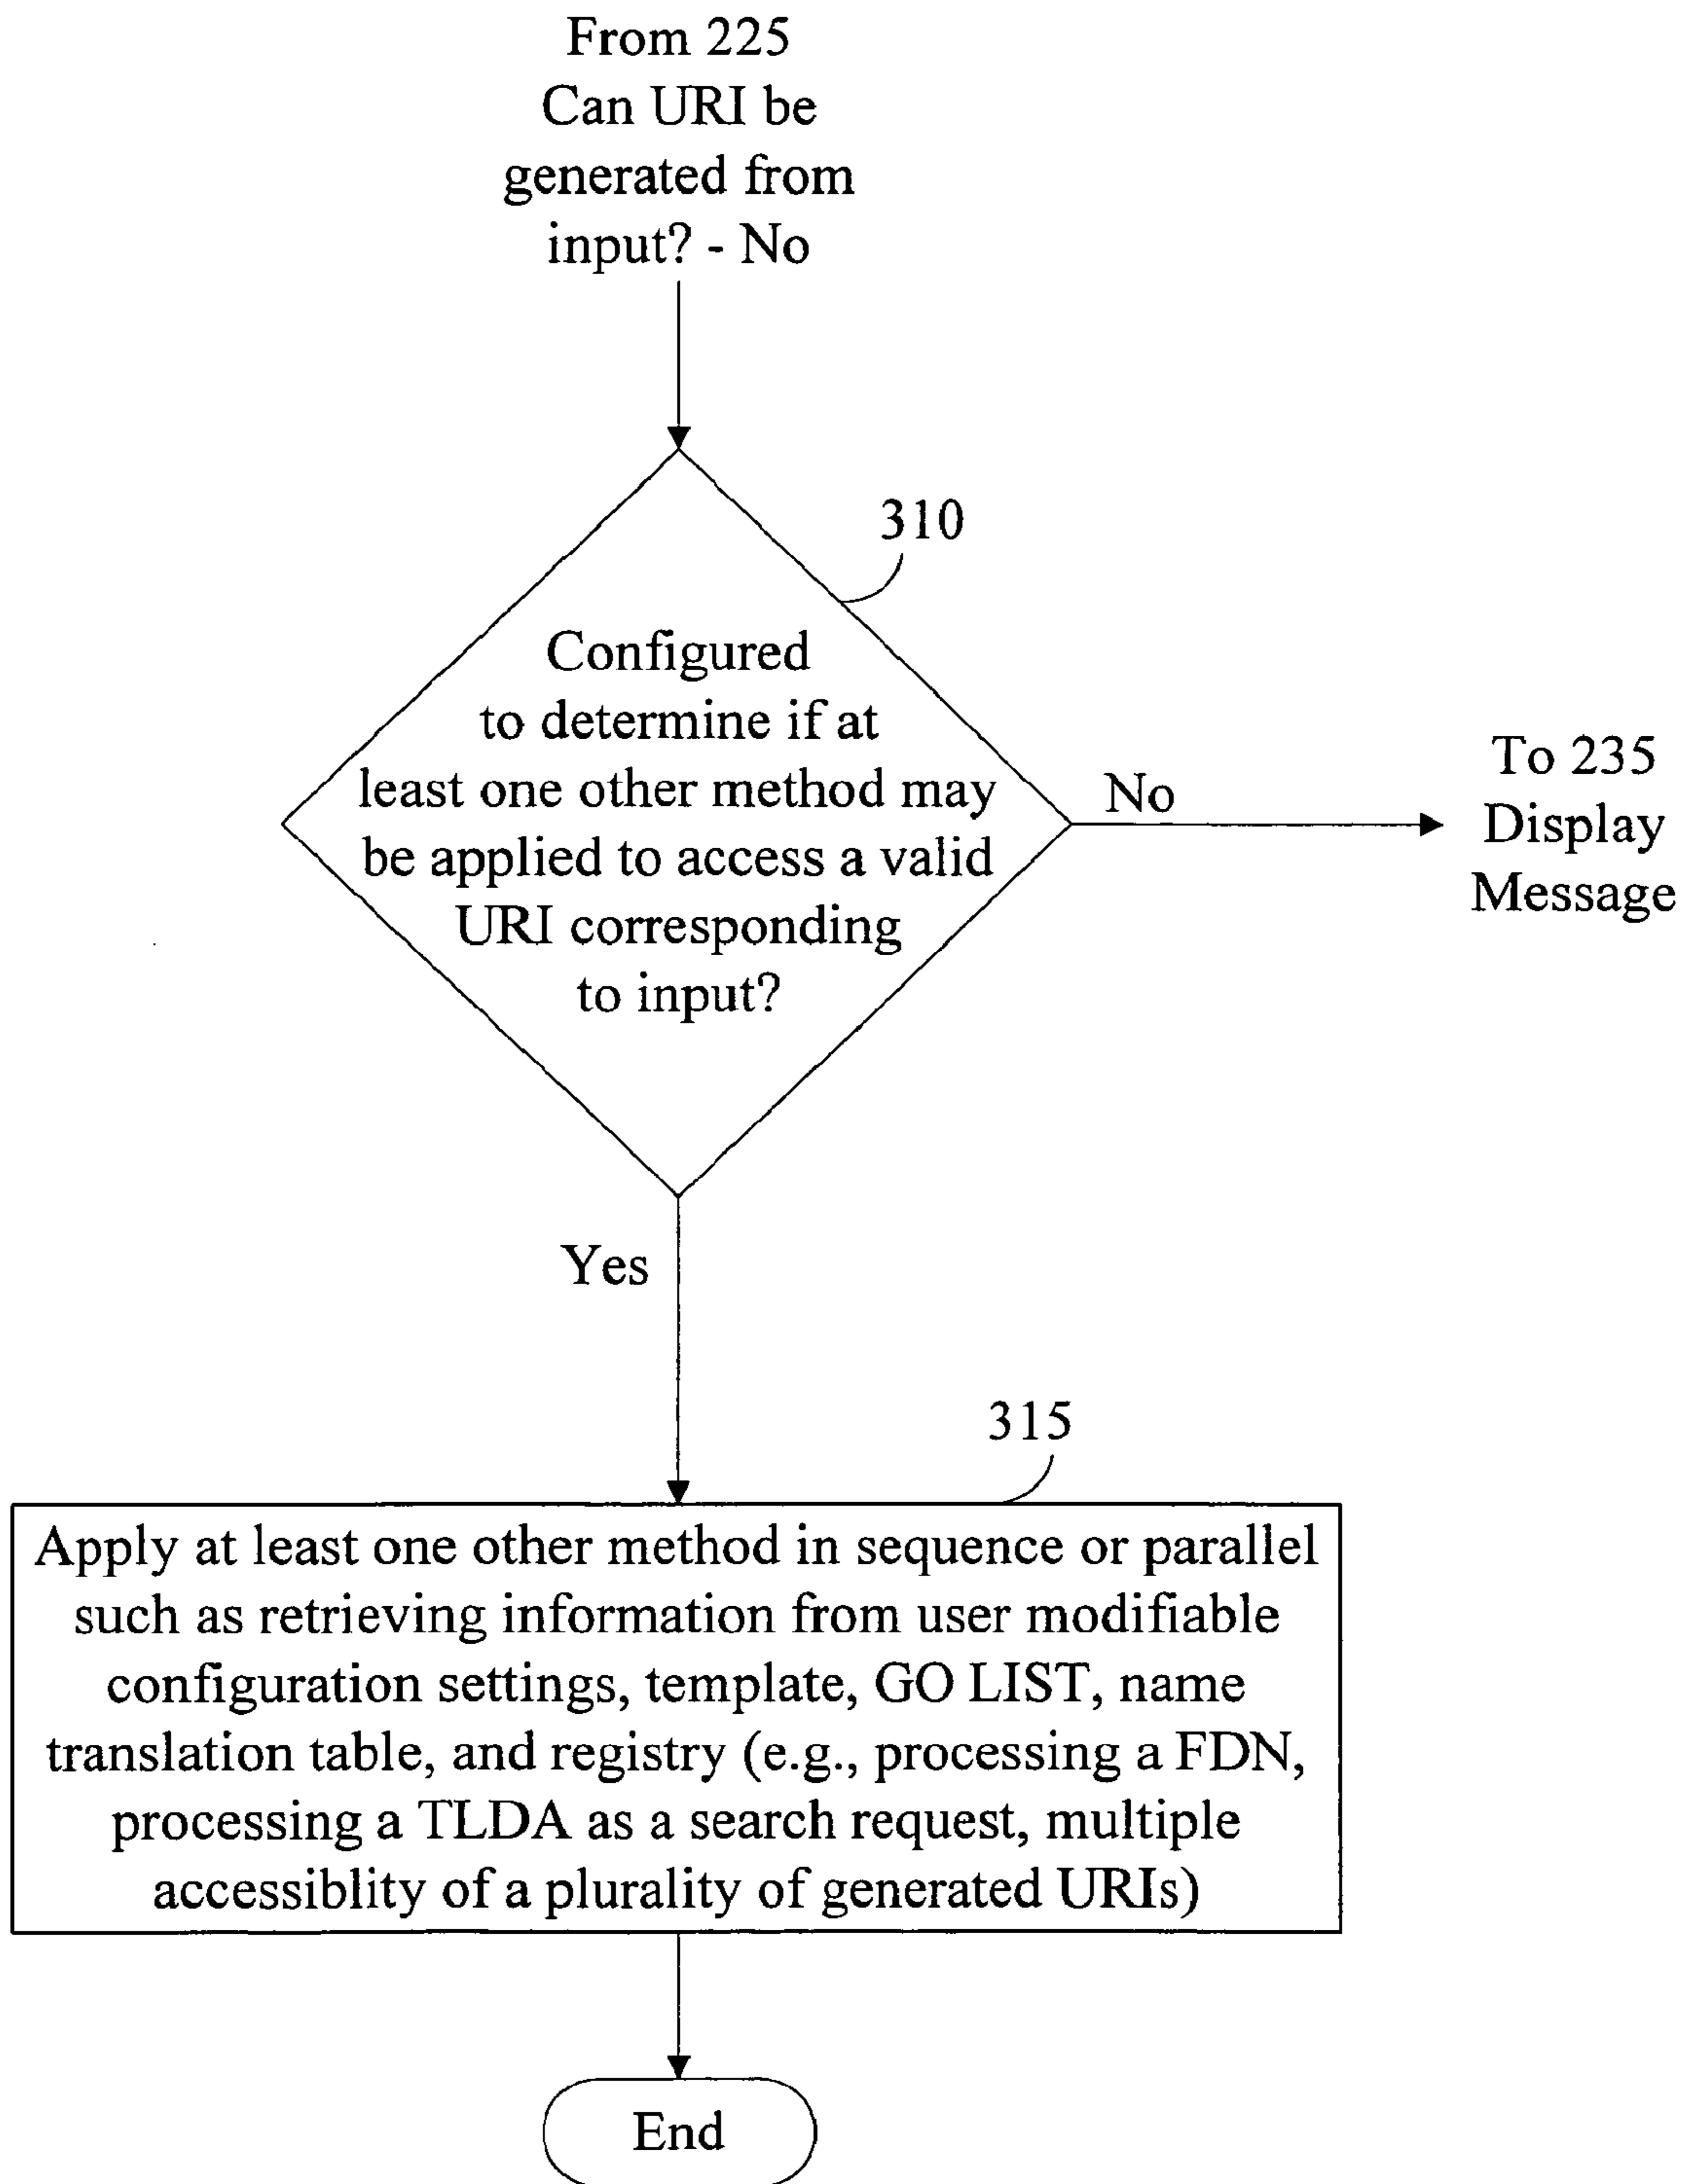 From 225
Can URI be
generated from
input? - No
310
Configured
to determine if at
least one other method may
be applied to access a valid
URI corresponding
to input?
No
To 235
Display
Message
Yes
315
Apply at least one other method in sequence or parallel
such as retrieving information from user modifiable
configuration settings, template, GO LIST, name
translation table, and registry (e.g., processing a FDN,
processing a TLDA as a search request, multiple
accessiblity of a plurality of generated URIs)
End